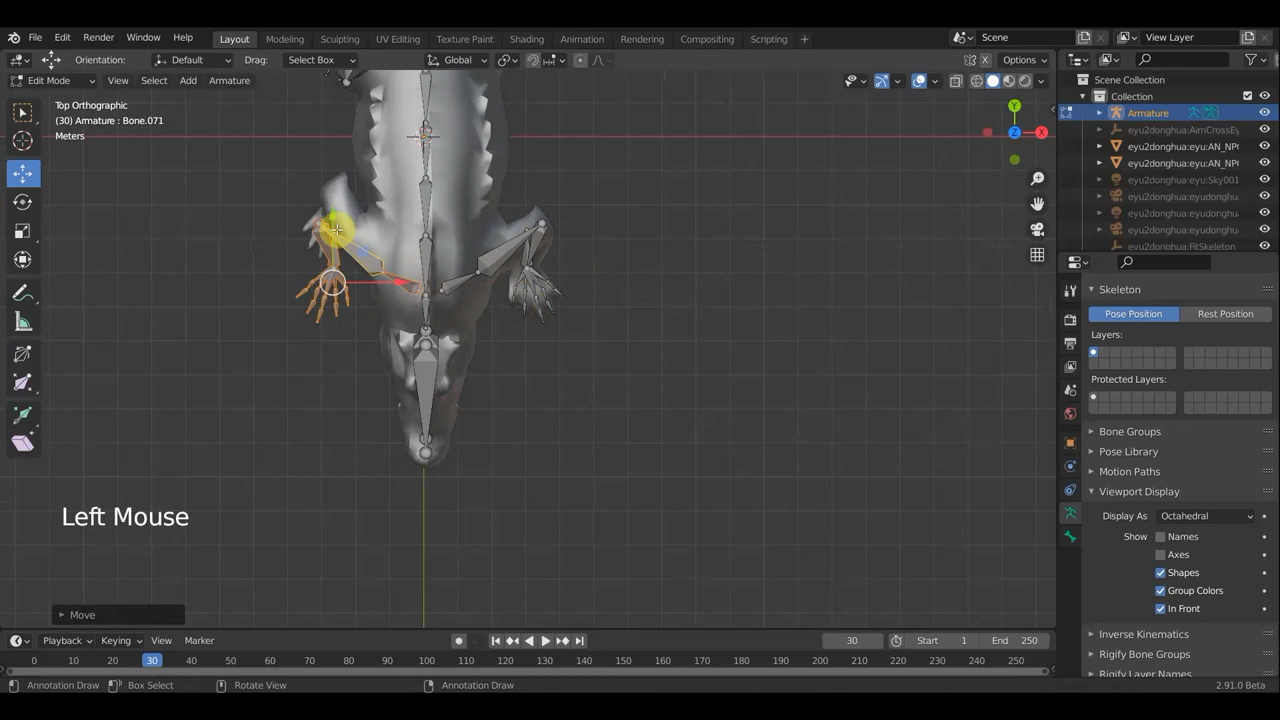 File Edit Render Window Help Layout Modeling Sculpting UV Editing Texture Paint Shading Animation Rendering Compositing Scripting + Scene View Layer
Orientation: Default Drag: Select Box Global Options
Edit Mode View Select Add Armature X
Top Orthographic
(30) Armature : Bone.071
Meters
Y
X
Z
Scene Collection
Collection
Armature
eyu2donghua:AimCrossEy
eyu2donghua:eyu:AN_NPC
eyu2donghua:eyu:AN_NPC
eyu2donghua:eyu:Sky001
eyu2donghua:eyudonghua:
eyu2donghua:eyudonghua:
eyu2donghua:eyudonghua:
eyu2donghua:FitSkeleton
Skeleton
Pose Position Rest Position
Layers:
Protected Layers:
Bone Groups
Pose Library
Motion Paths
Viewport Display
Display As Octahedral
Show Names
Axes
Shapes
Group Colors
In Front
Inverse Kinematics
Rigify Bone Groups
Rigify Layer Names
Left Mouse
Move
Playback Keying View Marker 30 Start 1 End 250
0 10 20 30 40 50 60 70 80 90 100 110 120 130 140 150 160 170 180 190 200 210 220 230 240 250
Annotation Draw Box Select Rotate View Annotation Draw 2.91.0 Beta